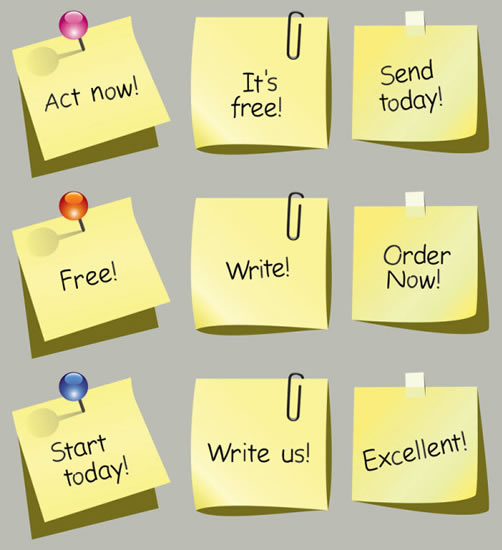 Act now!
It's
free!
Send
today!
Free!
Write!
Order
Now!
Start
today!
Write us!
Excellent!